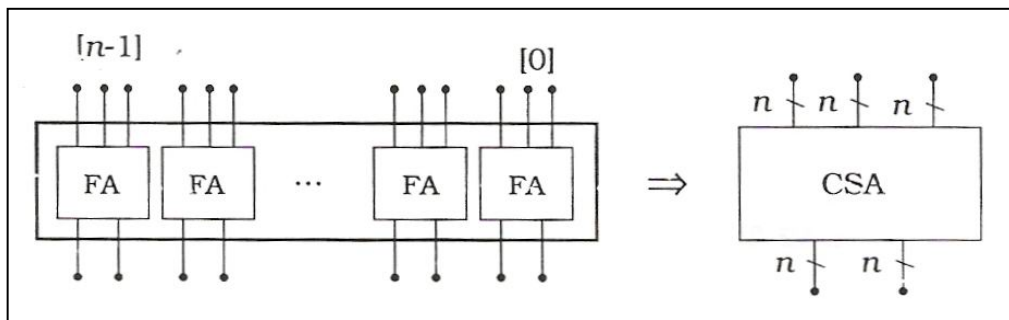 [n-1]
[0]
n n n
FA FA ... FA FA ⇒ CSA
n n